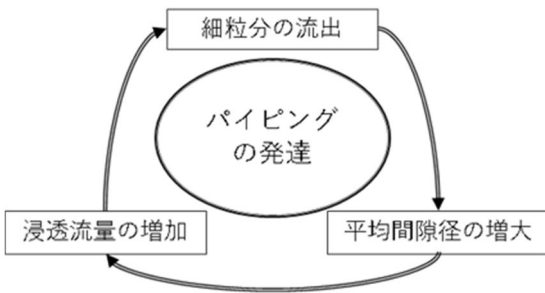 細粒分の流出
パイピング
の発達
浸透流量の増加
平均間隙径の増大